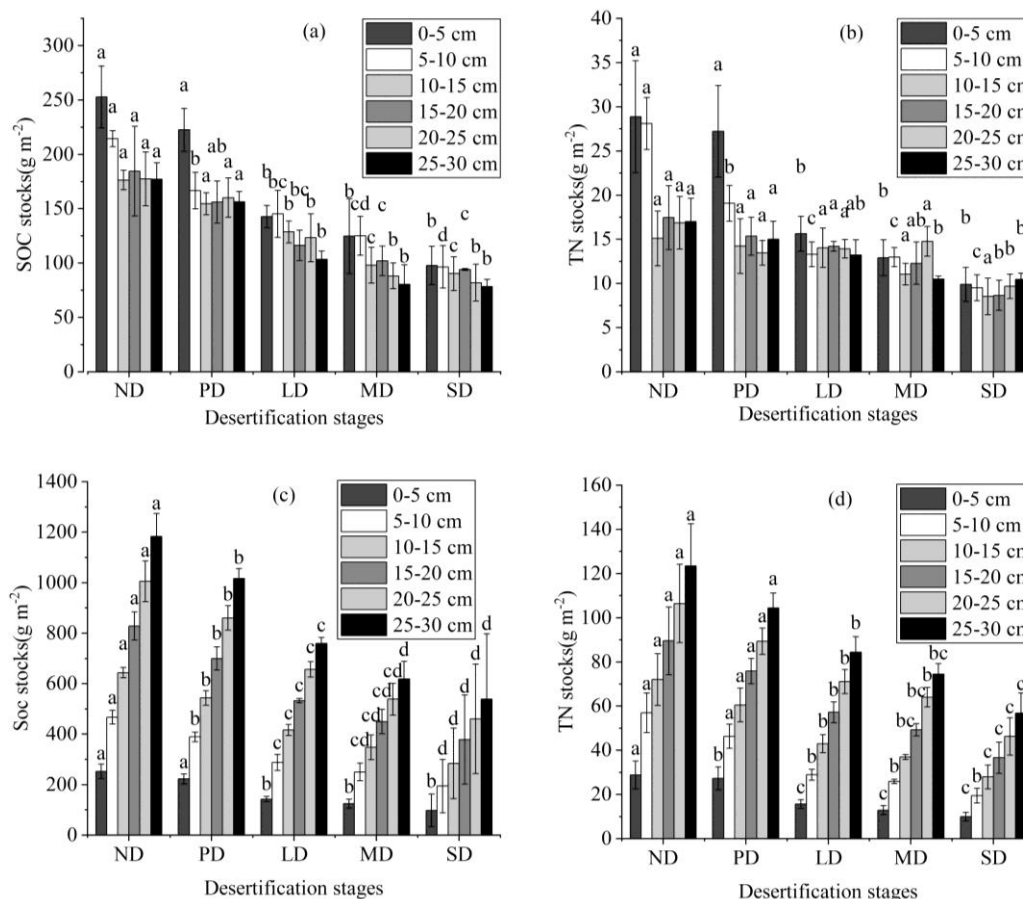 (a)
0-5 cm
5-10 cm
10-15 cm
15-20 cm
20-25 cm
25-30 cm
SOC stocks(g m-2)
300
250
200
150
100
50
0
a a a a a a
a b a ab a a
b bc b bc b b
b cd c c b b
c d c c b b
ND PD LD MD SD
Desertification stages
(b)
0-5 cm
5-10 cm
10-15 cm
15-20 cm
20-25 cm
25-30 cm
TN stocks(g m-2)
40
35
30
25
20
15
10
5
0
a a a a a a
a b a a a a
b c a a a ab
b c a ab a b
b c a b b b
ND PD LD MD SD
Desertification stages
(c)
0-5 cm
5-10 cm
10-15 cm
15-20 cm
20-25 cm
25-30 cm
Soc stocks(g m-2)
1400
1200
1000
800
600
400
200
0
a a a a a a
a b b b b b
b c c c c c
b cd cd cd cd cd
b d d d d d
ND PD LD MD SD
Desertification stages
(d)
0-5 cm
5-10 cm
10-15 cm
15-20 cm
20-25 cm
25-30 cm
TN stocks(g m-2)
160
140
120
100
80
60
40
20
0
a a a a a a
a a a a a a
b b b b b b
b b bc bc b bc
c c c c c c
ND PD LD MD SD
Desertification stages